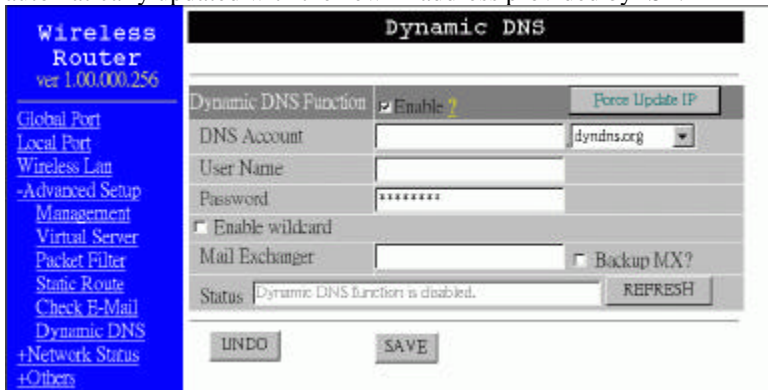 Wireless
Router
ver 1.00.000.256
Global Port
Local Port
Wireless Lan
-Advanced Setup
Management
Virtual Server
Packet Filter
Static Route
Check E-Mail
Dynamic DNS
+Network Status
+Others
Dynamic DNS
Dynamic DNS Function Enable ? Force Update IP
DNS Account dyndns.org
User Name
Password ********
Enable wildcard
Mail Exchanger Backup MX?
Status Dynamic DNS function is disabled. REFRESH
UNDO SAVE